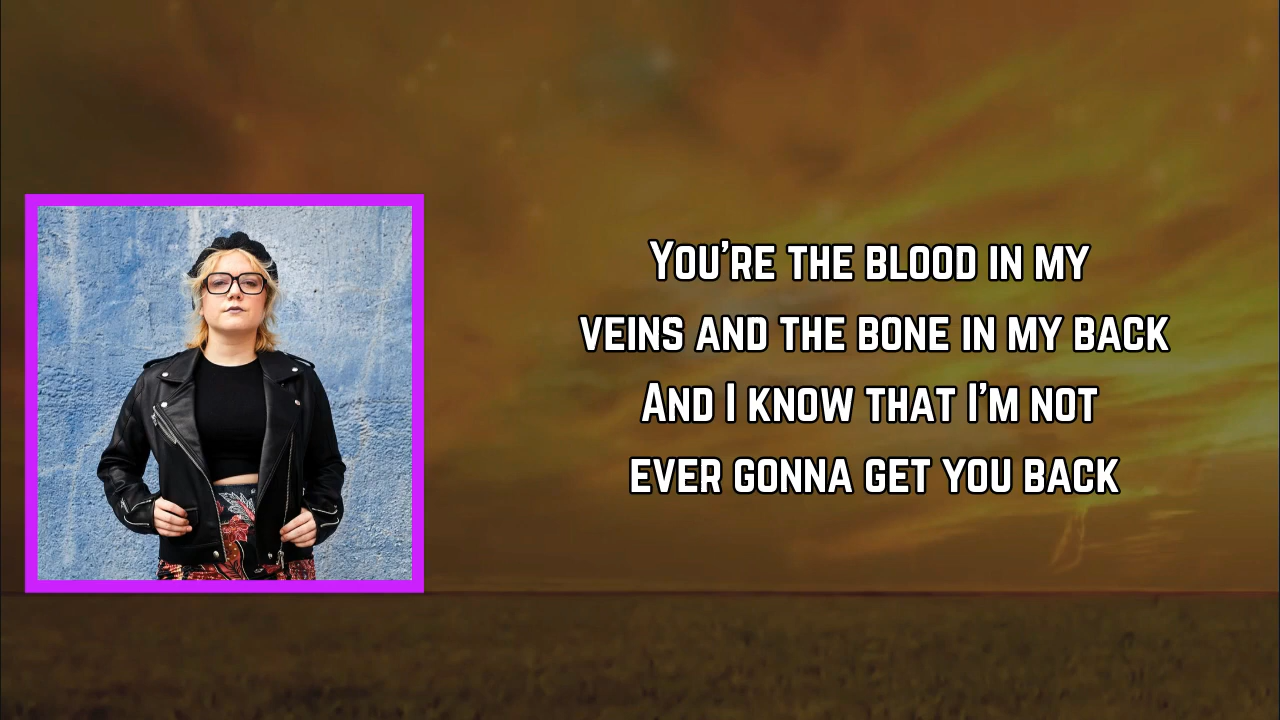 You're the blood in my
veins and the bone in my back
And I know that I'm not
ever gonna get you back